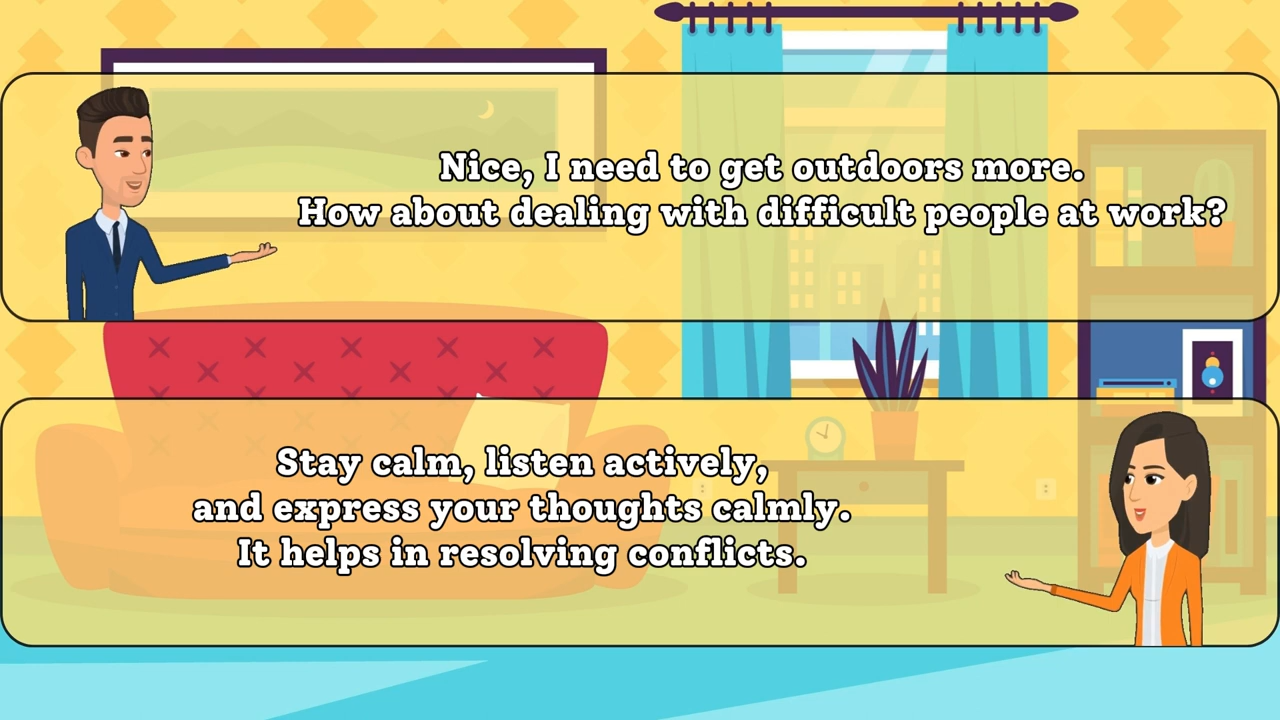 Nice, I need to get outdoors more.
How about dealing with difficult people at work?
Stay calm, listen actively,
and express your thoughts calmly.
It helps in resolving conflicts.